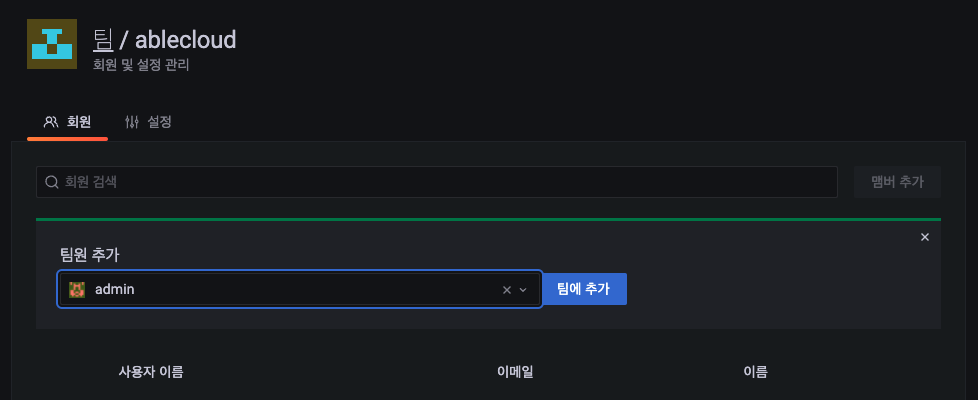 팀 / ablecloud
회원 및 설정 관리
회원 설정
회원 검색 맴버 추가
팀원 추가
admin 팀에 추가
사용자 이름 이메일 이름